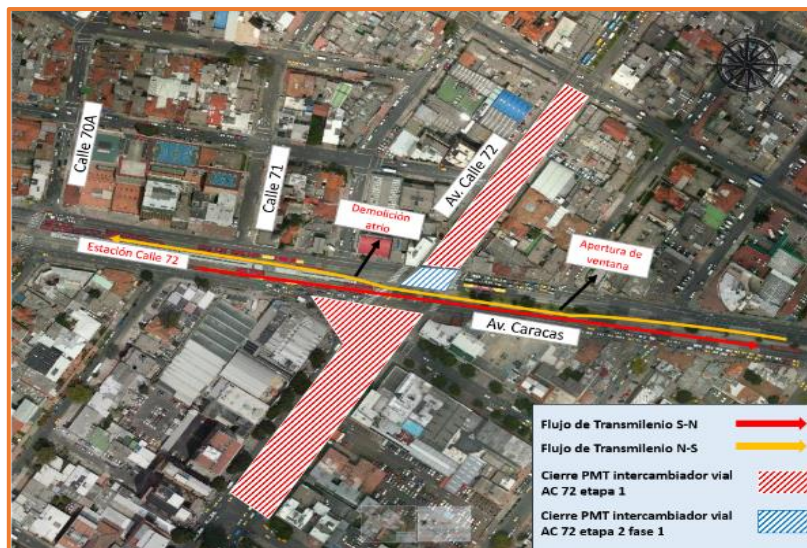 Calle 70A
Calle 71
Av. Calle 72
Demolición
atrio
Apertura de
ventana
Estación Calle 72
Av. Caracas
Flujo de Transmilenio S-N
Flujo de Transmilenio N-S
Cierre PMT intercambiador vial
AC 72 etapa 1
Cierre PMT intercambiador vial
AC 72 etapa 2 fase 1